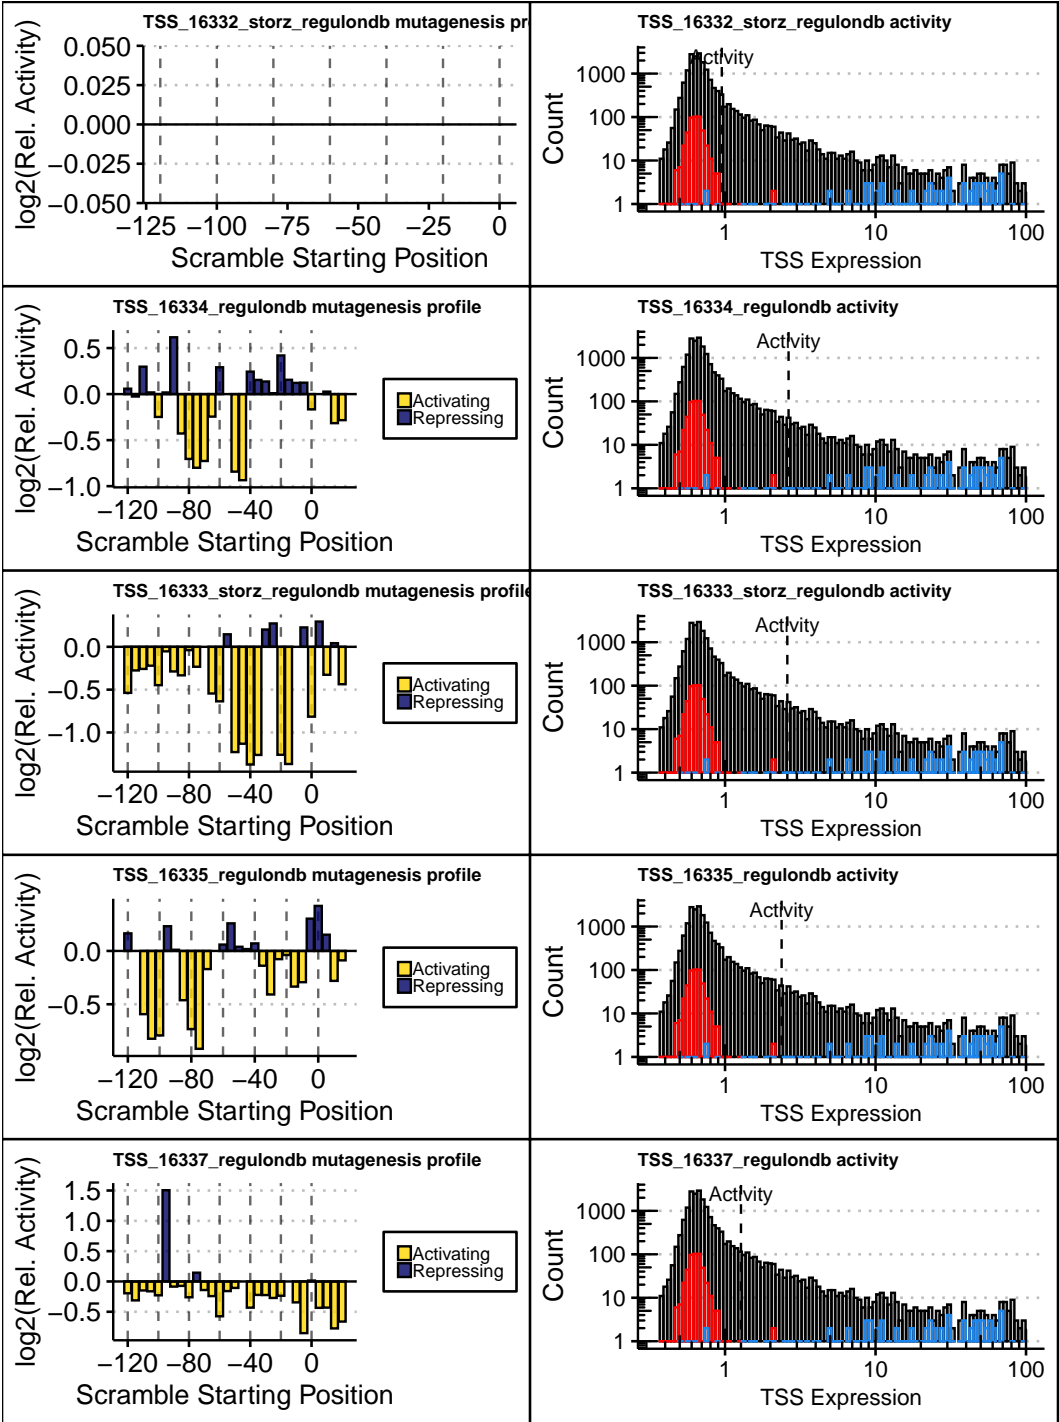 TSS_16332_storz_regulondb mutagenesis pr
log2(Rel. Activity)
0.050
0.025
0.000
−0.025
−0.050
−125 −100 −75 −50 −25 0
Scramble Starting Position
TSS_16332_storz_regulondb activity
Activity
Count
1000
100
10
1
1 10 100
TSS Expression
TSS_16334_regulondb mutagenesis profile
log2(Rel. Activity)
0.5
0.0
−0.5
−1.0
−120 −80 −40 0
Scramble Starting Position
Activating
Repressing
TSS_16334_regulondb activity
Activity
Count
1000
100
10
1
1 10 100
TSS Expression
TSS_16333_storz_regulondb mutagenesis profile
log2(Rel. Activity)
0.0
−0.5
−1.0
−120 −80 −40 0
Scramble Starting Position
Activating
Repressing
TSS_16333_storz_regulondb activity
Activity
Count
1000
100
10
1
1 10 100
TSS Expression
TSS_16335_regulondb mutagenesis profile
log2(Rel. Activity)
0.0
−0.5
−120 −80 −40 0
Scramble Starting Position
Activating
Repressing
TSS_16335_regulondb activity
Activity
Count
1000
100
10
1
1 10 100
TSS Expression
TSS_16337_regulondb mutagenesis profile
log2(Rel. Activity)
1.5
1.0
0.5
0.0
−0.5
−120 −80 −40 0
Scramble Starting Position
Activating
Repressing
TSS_16337_regulondb activity
Activity
Count
1000
100
10
1
1 10 100
TSS Expression